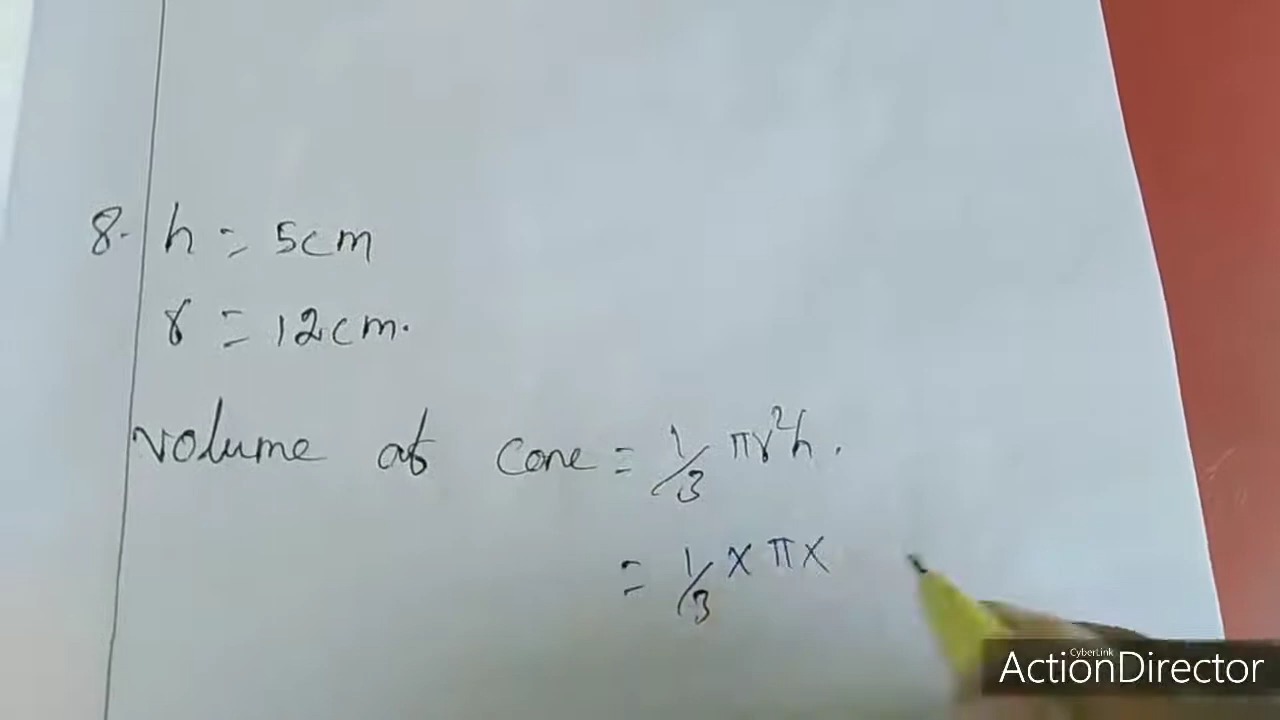 8. h = 5cm
r = 12cm.
volume of cone = 1/3 πr²h.
= 1/3 × π ×
CyberLink
ActionDirector